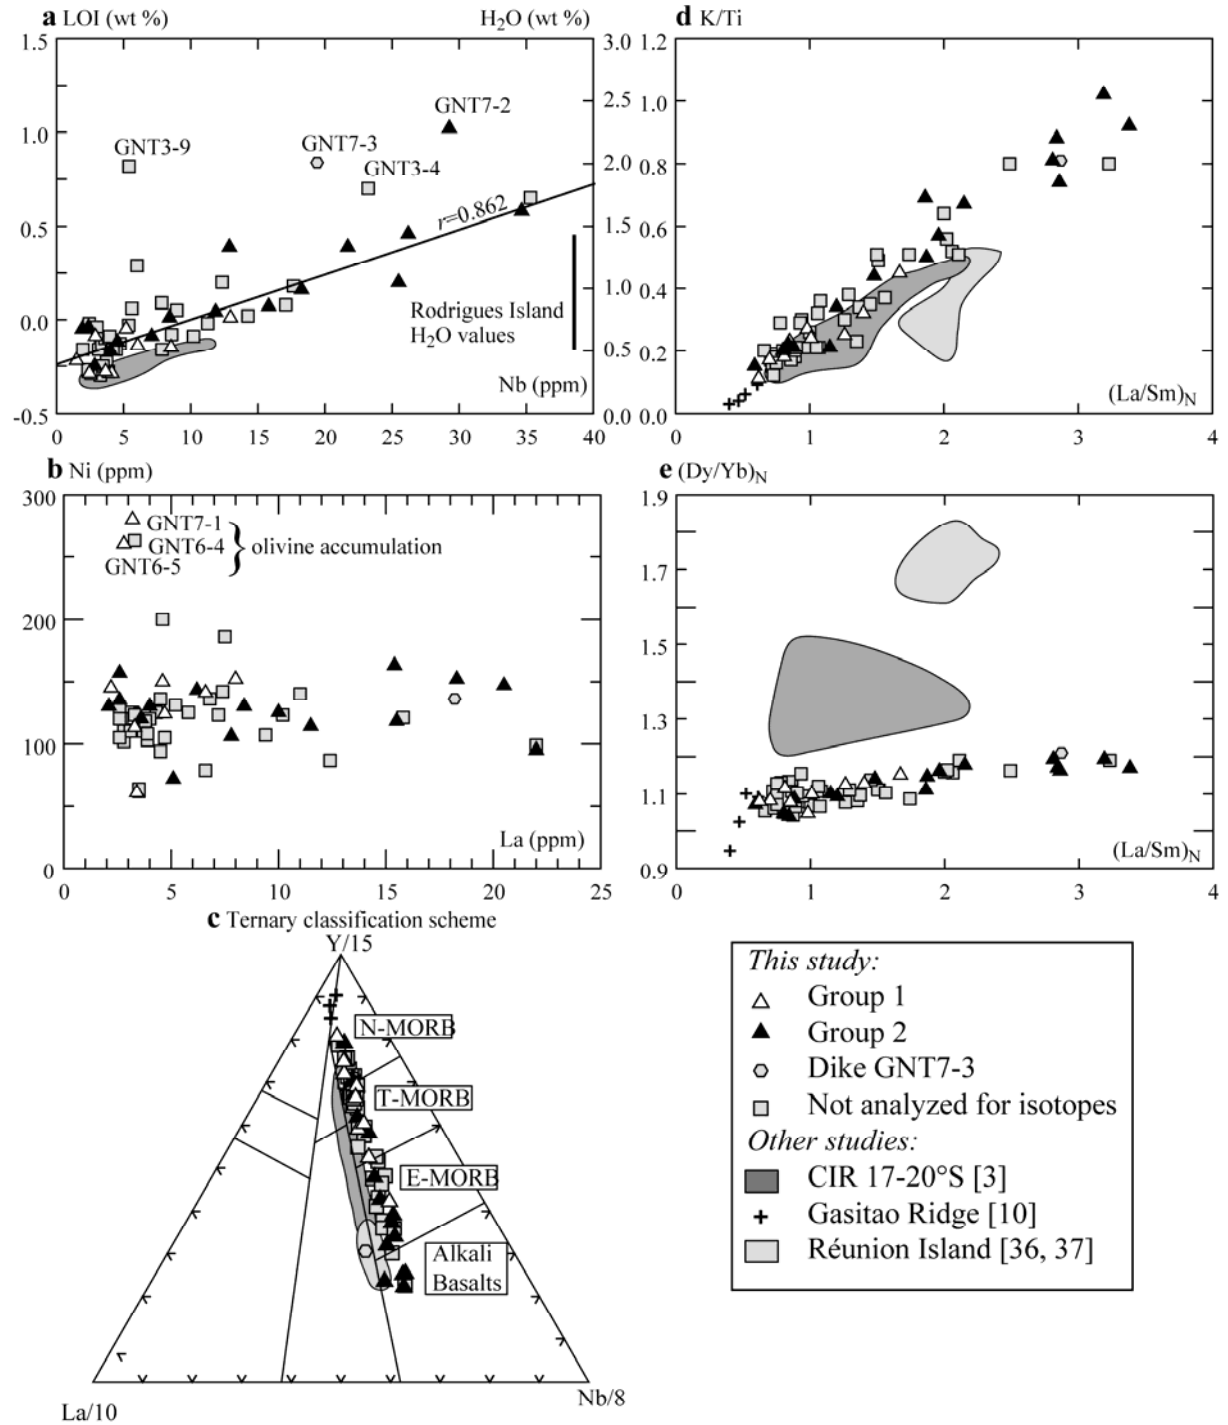 a LOI (wt %)
H₂O (wt %)
1.5
1.0
0.5
0.0
-0.5
3.0
2.5
2.0
1.5
1.0
0.5
0.0
GNT7-2
GNT3-9
GNT7-3
GNT3-4
r=0.862
Rodrigues Island
H₂O values
Nb (ppm)
0 5 10 15 20 25 30 35 40
d K/Ti
1.2
1.0
0.8
0.6
0.4
0.2
0.0
(La/Sm)N
0 1 2 3 4
b Ni (ppm)
300
200
100
0
GNT7-1
GNT6-4 } olivine accumulation
GNT6-5
La (ppm)
0 5 10 15 20 25
e (Dy/Yb)N
1.9
1.7
1.5
1.3
1.1
0.9
(La/Sm)N
0 1 2 3 4
c Ternary classification scheme
Y/15
N-MORB
T-MORB
E-MORB
Alkali
Basalts
La/10
Nb/8
This study:
Group 1
Group 2
Dike GNT7-3
Not analyzed for isotopes
Other studies:
CIR 17-20°S [3]
Gasitao Ridge [10]
Réunion Island [36, 37]